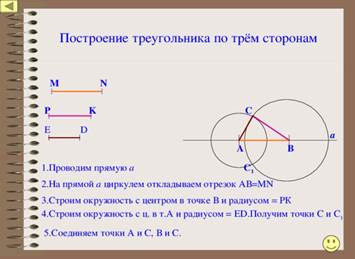 Построение треугольника по трём сторонам
M N
P K
E D
C
A B a
C₁
1.Проводим прямую a
2.На прямой a циркулем откладываем отрезок AB=MN
3.Строим окружность с центром в точке B и радиусом = PK
4.Строим окружность с ц. в т.A и радиусом = ED.Получим точки C и C₁
5.Соединяем точки A и C, B и C.